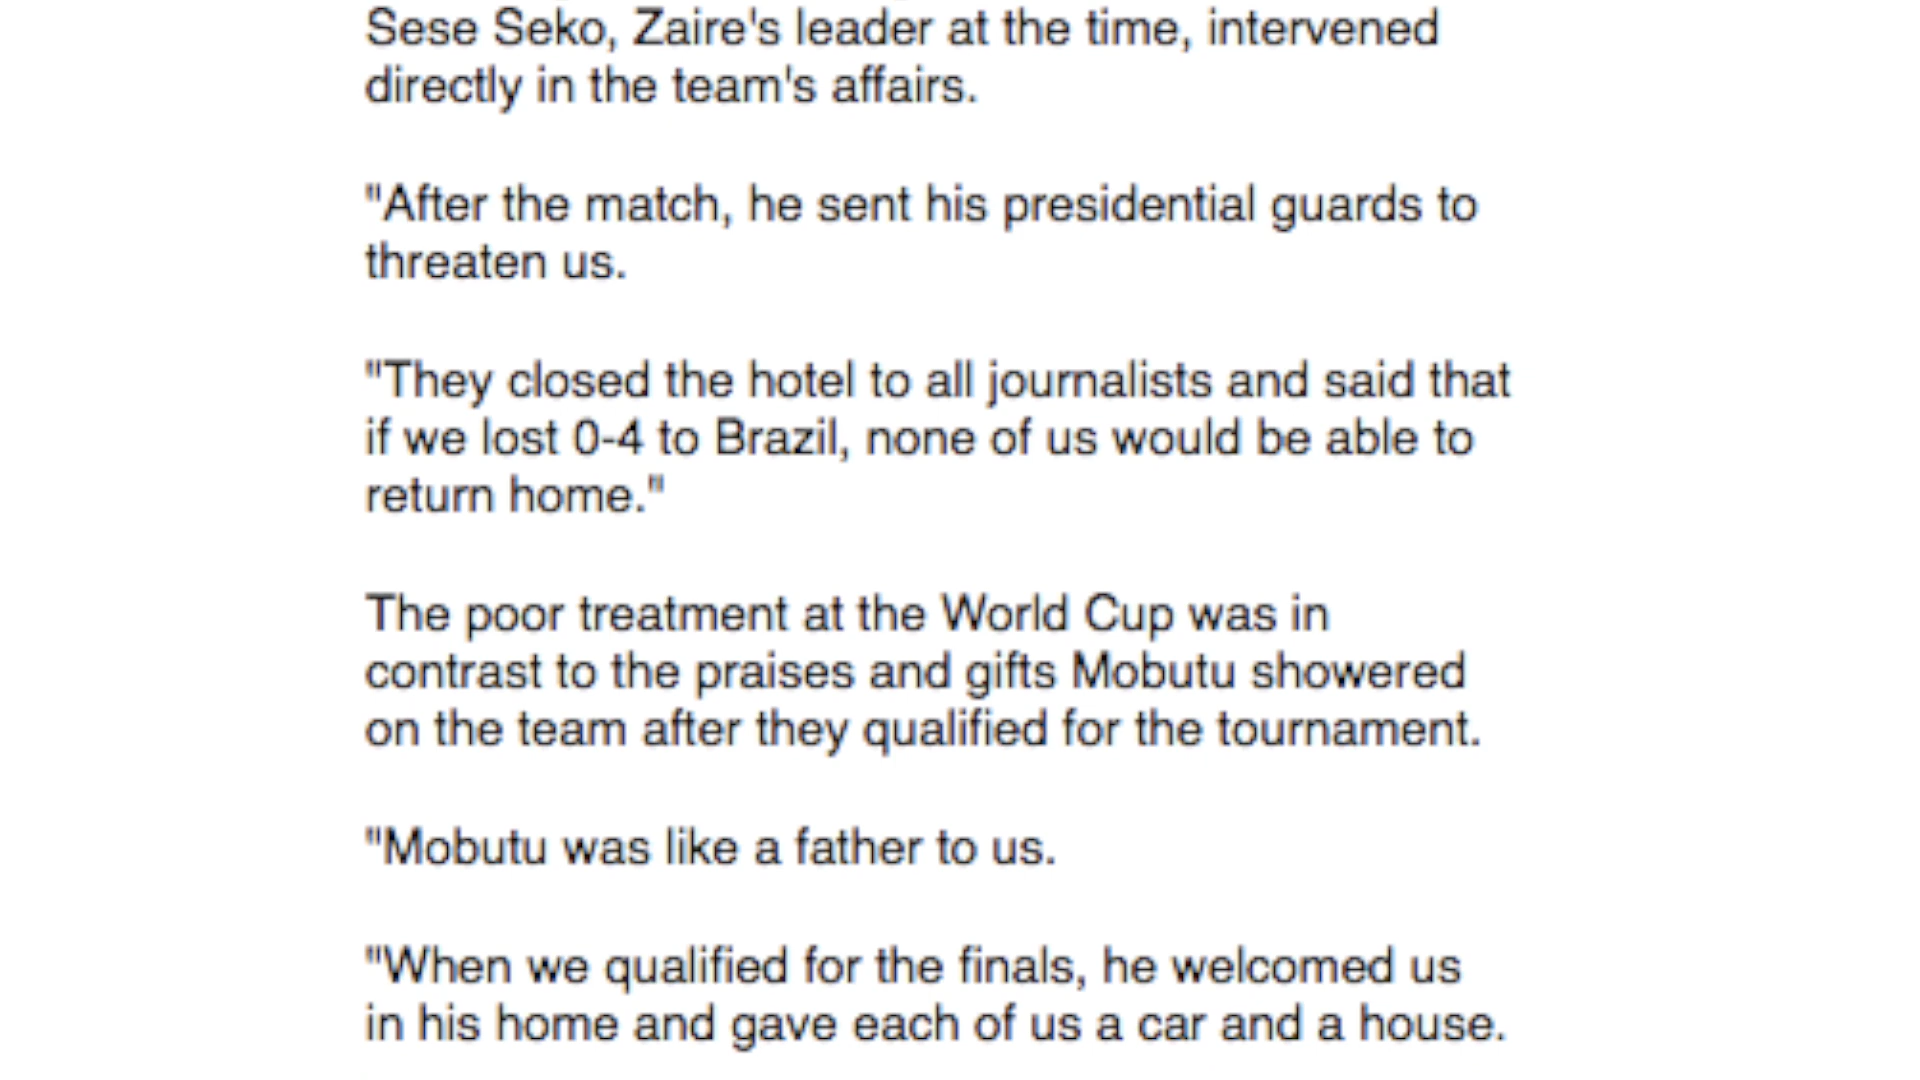 Sese Seko, Zaire's leader at the time, intervened
directly in the team's affairs.
"After the match, he sent his presidential guards to
threaten us.
"They closed the hotel to all journalists and said that
if we lost 0-4 to Brazil, none of us would be able to
return home."
The poor treatment at the World Cup was in
contrast to the praises and gifts Mobutu showered
on the team after they qualified for the tournament.
"Mobutu was like a father to us.
"When we qualified for the finals, he welcomed us
in his home and gave each of us a car and a house.